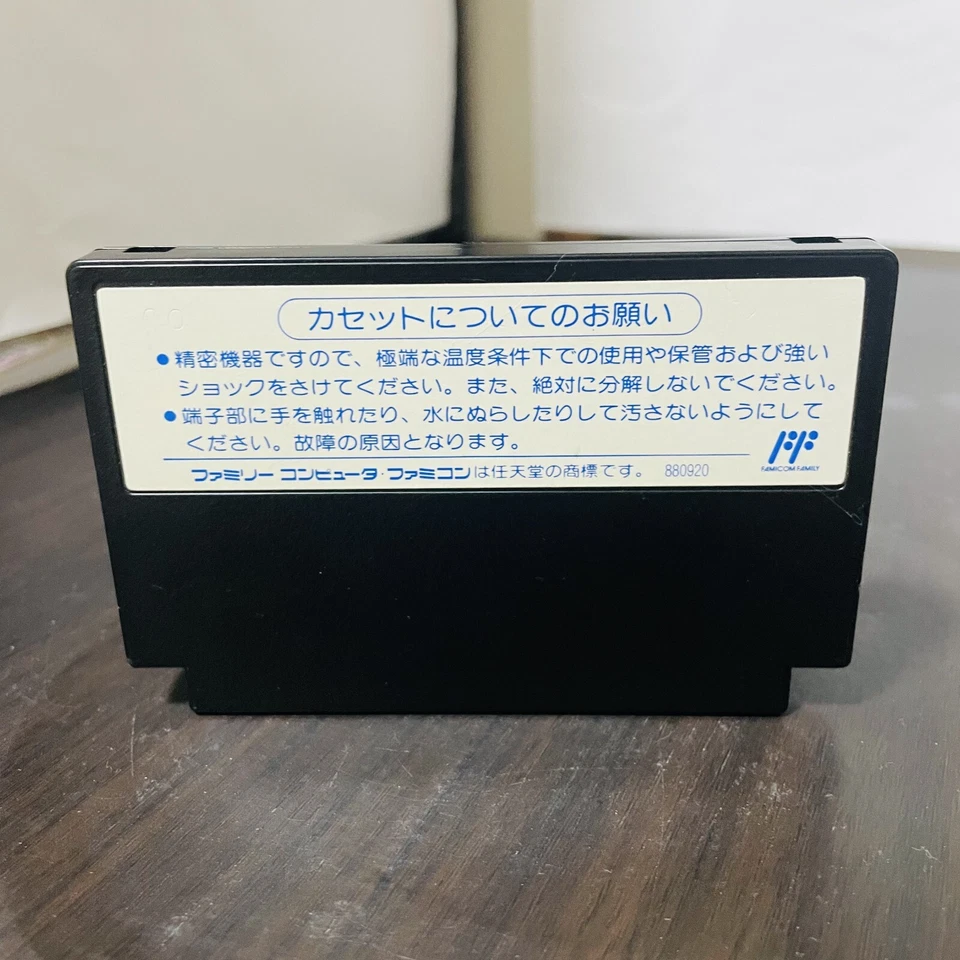 カセットについてのお願い
●精密機器ですので、極端な温度条件下での使用や保管および強い
ショックをさけてください。また、絶対に分解しないでください。
●端子部に手を触れたり、水にぬらしたりして汚さないようにして
ください。故障の原因となります。
FAMICOM FAMILY
ファミリー コンピュータ・ファミコンは任天堂の商標です。 880920